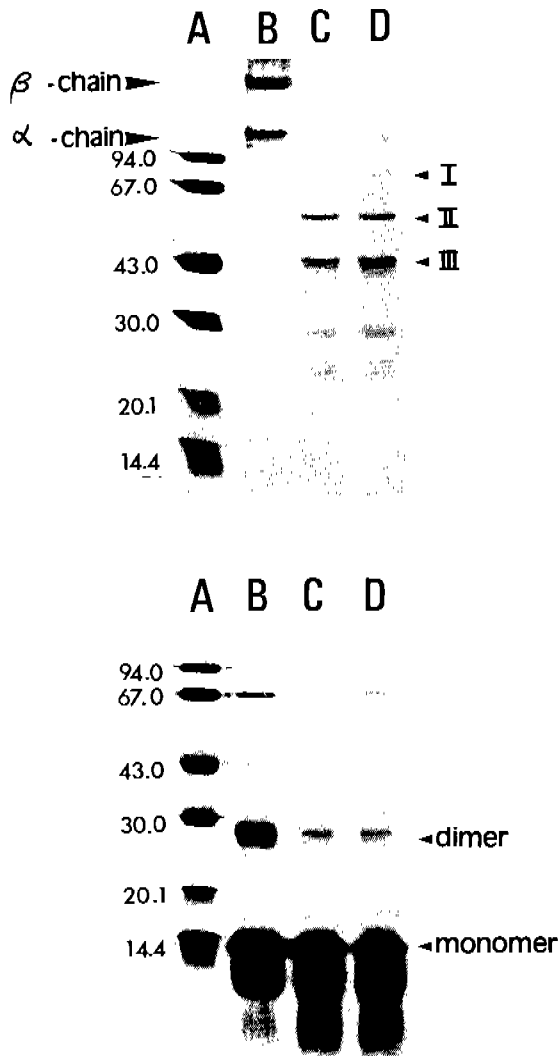 A B C D
β -chain
α -chain
94.0
67.0
43.0
30.0
20.1
14.4
I
II
III
A B C D
94.0
67.0
43.0
30.0
20.1
14.4
dimer
monomer